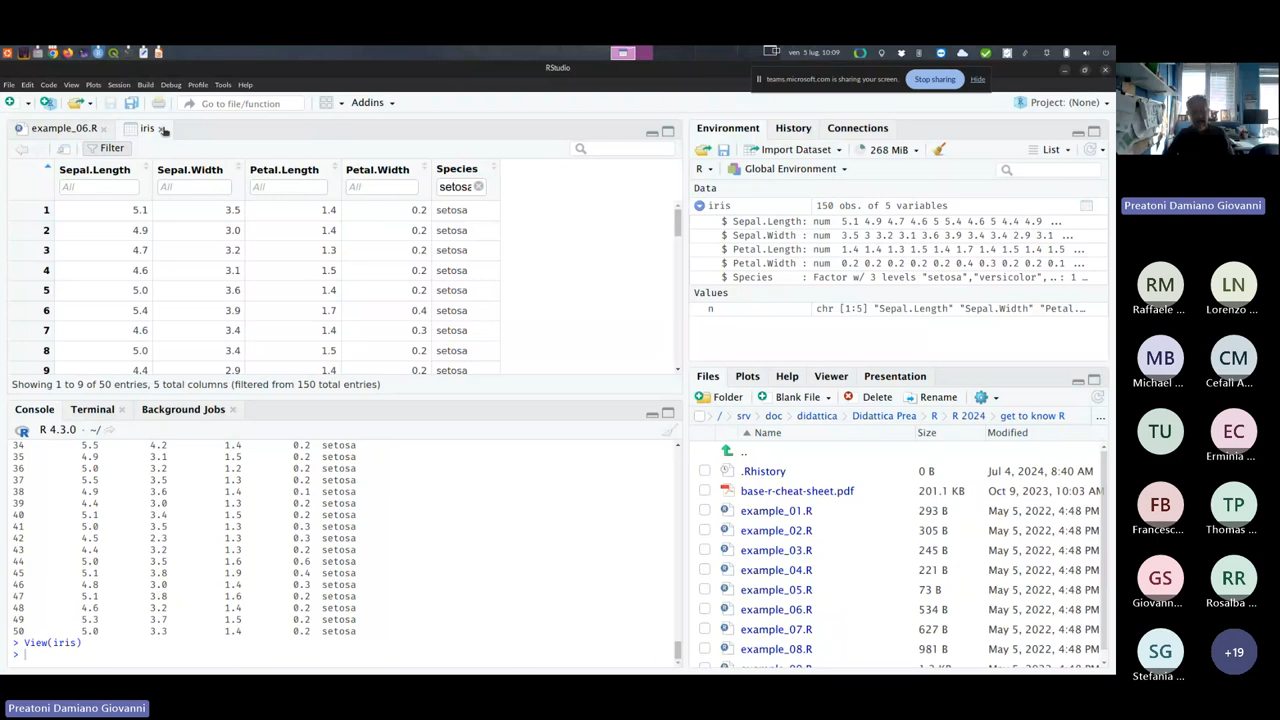 ven 5 lug, 10:09
RStudio
teams.microsoft.com is sharing your screen.
Stop sharing
Hide
File Edit Code View Plots Session Build Debug Profile Tools Help
Go to file/function
Addins
Project: (None)
example_06.R
iris
Filter
Sepal.Length Sepal.Width Petal.Length Petal.Width Species
All All All All setosa
1 5.1 3.5 1.4 0.2 setosa
2 4.9 3.0 1.4 0.2 setosa
3 4.7 3.2 1.3 0.2 setosa
4 4.6 3.1 1.5 0.2 setosa
5 5.0 3.6 1.4 0.2 setosa
6 5.4 3.9 1.7 0.4 setosa
7 4.6 3.4 1.4 0.3 setosa
8 5.0 3.4 1.5 0.2 setosa
9 4.4 2.9 1.4 0.2 setosa
Showing 1 to 9 of 50 entries, 5 total columns (filtered from 150 total entries)
Console Terminal Background Jobs
R 4.3.0 · ~/
34 5.5 4.2 1.4 0.2 setosa
35 4.9 3.1 1.5 0.2 setosa
36 5.0 3.2 1.2 0.2 setosa
37 5.5 3.5 1.3 0.2 setosa
38 4.9 3.6 1.4 0.1 setosa
39 4.4 3.0 1.3 0.2 setosa
40 5.1 3.4 1.5 0.2 setosa
41 5.0 3.5 1.3 0.3 setosa
42 4.5 2.3 1.3 0.3 setosa
43 4.4 3.2 1.3 0.2 setosa
44 5.0 3.5 1.6 0.6 setosa
45 5.1 3.8 1.9 0.4 setosa
46 4.8 3.0 1.4 0.3 setosa
47 5.1 3.8 1.6 0.2 setosa
48 4.6 3.2 1.4 0.2 setosa
49 5.3 3.7 1.5 0.2 setosa
50 5.0 3.3 1.4 0.2 setosa
> View(iris)
>
Environment History Connections
Import Dataset
268 MiB
List
R
Global Environment
Data
iris 150 obs. of 5 variables
$ Sepal.Length: num 5.1 4.9 4.7 4.6 5 5.4 4.6 5 4.4 4.9 ...
$ Sepal.Width : num 3.5 3 3.2 3.1 3.6 3.9 3.4 3.4 2.9 3.1 ...
$ Petal.Length: num 1.4 1.4 1.3 1.5 1.4 1.7 1.4 1.5 1.4 1.5 ...
$ Petal.Width : num 0.2 0.2 0.2 0.2 0.2 0.4 0.3 0.2 0.2 0.1 ...
$ Species : Factor w/ 3 levels "setosa","versicolor",..: 1 ...
Values
n chr [1:5] "Sepal.Length" "Sepal.Width" "Petal...
Files Plots Help Viewer Presentation
Folder
Blank File
Delete
Rename
/ srv doc didattica Didattica Prea R R 2024 get to know R ...
Name Size Modified
..
.Rhistory 0 B Jul 4, 2024, 8:40 AM
base-r-cheat-sheet.pdf 201.1 KB Oct 9, 2023, 10:03 AM
example_01.R 293 B May 5, 2022, 4:48 PM
example_02.R 305 B May 5, 2022, 4:48 PM
example_03.R 245 B May 5, 2022, 4:48 PM
example_04.R 221 B May 5, 2022, 4:48 PM
example_05.R 73 B May 5, 2022, 4:48 PM
example_06.R 534 B May 5, 2022, 4:48 PM
example_07.R 627 B May 5, 2022, 4:48 PM
example_08.R 981 B May 5, 2022, 4:48 PM
Preatoni Damiano Giovanni
RM LN
Raffaele ... Lorenzo ...
MB CM
Michael ... Cefalì A...
TU EC
Erminia ...
FB TP
Francesc... Thomas ...
GS RR
Giovann... Rosalba ...
SG +19
Stefania ...
Preatoni Damiano Giovanni